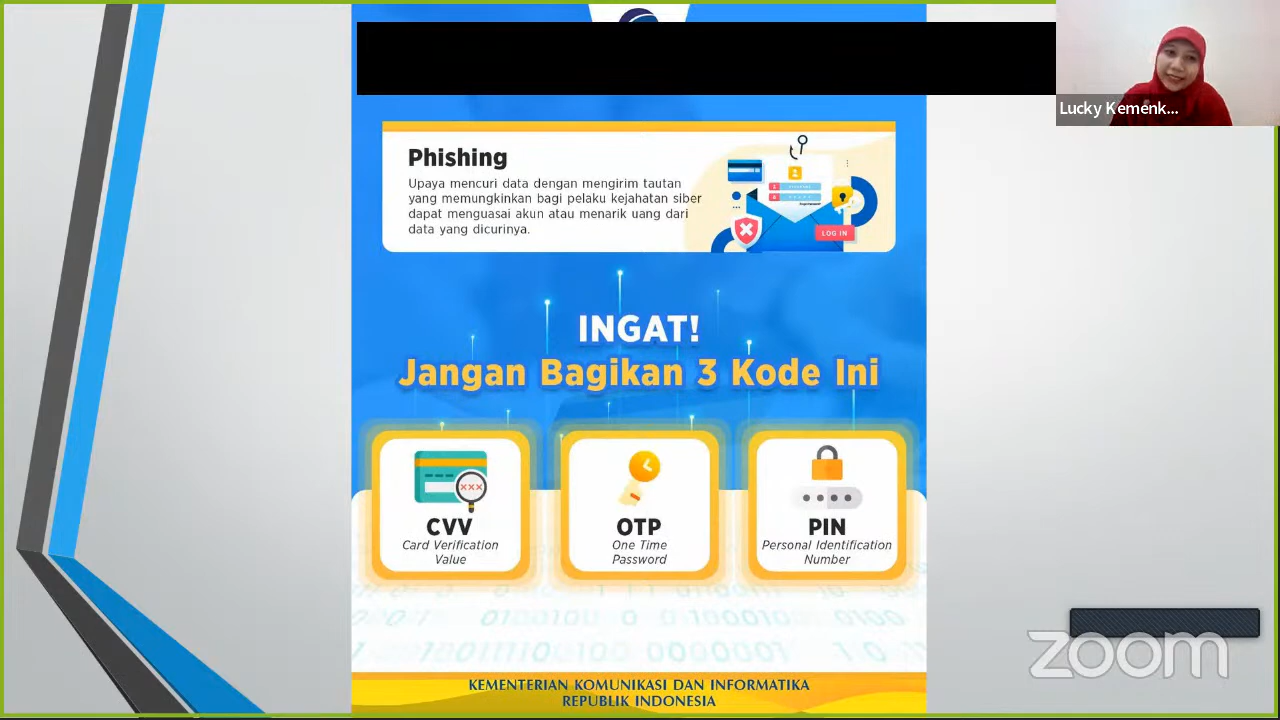 Lucky Kemenk...
Phishing
Upaya mencuri data dengan mengirim tautan
yang memungkinkan bagi pelaku kejahatan siber
dapat menguasai akun atau menarik uang dari
data yang dicurinya.
LOG IN
INGAT!
Jangan Bagikan 3 Kode Ini
CVV
Card Verification
Value
OTP
One Time
Password
PIN
Personal Identification
Number
zoom
KEMENTERIAN KOMUNIKASI DAN INFORMATIKA
REPUBLIK INDONESIA